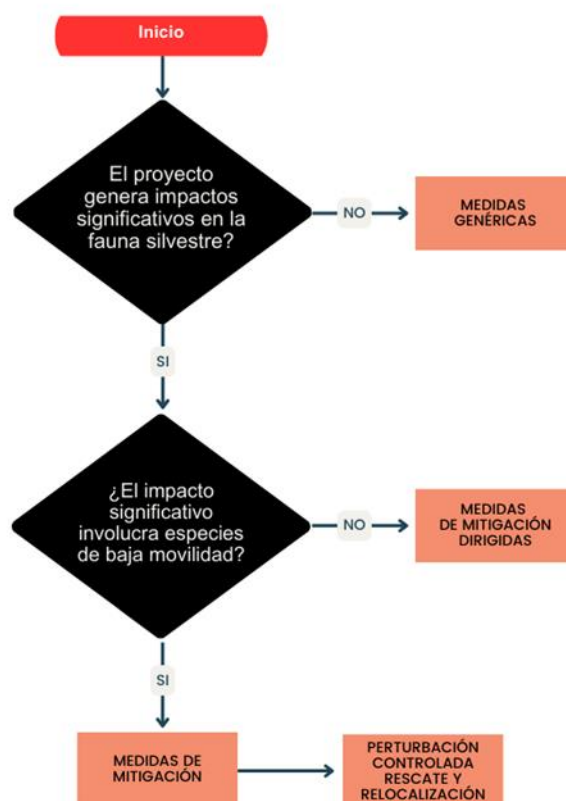 Inicio
El proyecto
genera impactos
significativos en la
fauna silvestre?
NO
MEDIDAS
GENÉRICAS
SI
¿El impacto
significativo
involucra especies
de baja movilidad?
NO
MEDIDAS
DE MITIGACIÓN
DIRIGIDAS
SI
MEDIDAS DE
MITIGACIÓN
PERTURBACIÓN
CONTROLADA
RESCATE Y
RELOCALIZACIÓN